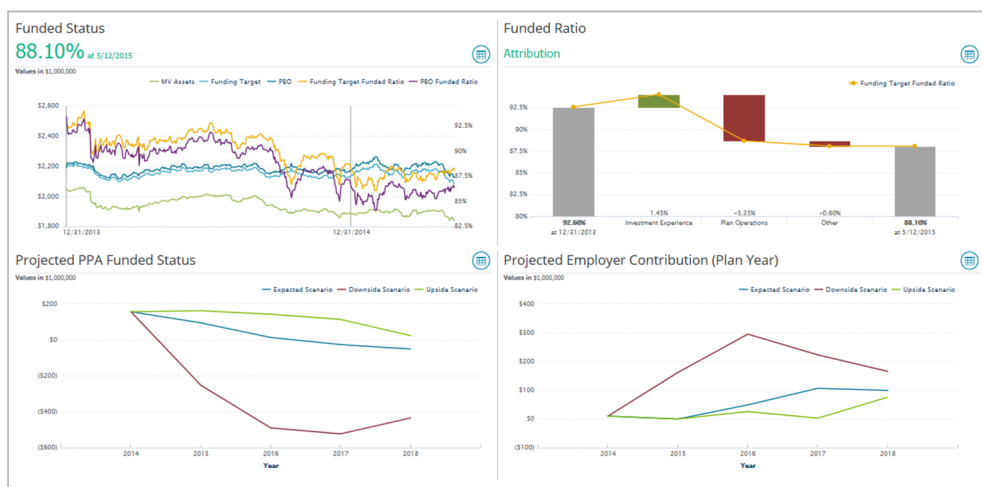 Funded Status
88.10% at 5/12/2015
Values in $1,000,000
MV Assets Funding Target PBO Funding Target Funded Ratio PBO Funded Ratio
$2,600
$2,400
$2,200
$2,000
$1,800
92.5%
90%
87.5%
85%
82.5%
12/31/2013 12/31/2014
Funded Ratio
Attribution
Funding Target Funded Ratio
92.5%
90%
87.5%
85%
82.5%
80%
92.60% 1.45% -5.35% -0.60% 88.10%
at 12/31/2013 Investment Experience Plan Operations Other at 5/12/2015
Projected PPA Funded Status
Values in $1,000,000
Expected Scenario Downside Scenario Upside Scenario
$200
$0
($200)
($400)
($600)
2014 2015 2016 2017 2018
Year
Projected Employer Contribution (Plan Year)
Values in $1,000,000
Expected Scenario Downside Scenario Upside Scenario
$400
$300
$200
$100
$0
($100)
2014 2015 2016 2017 2018
Year